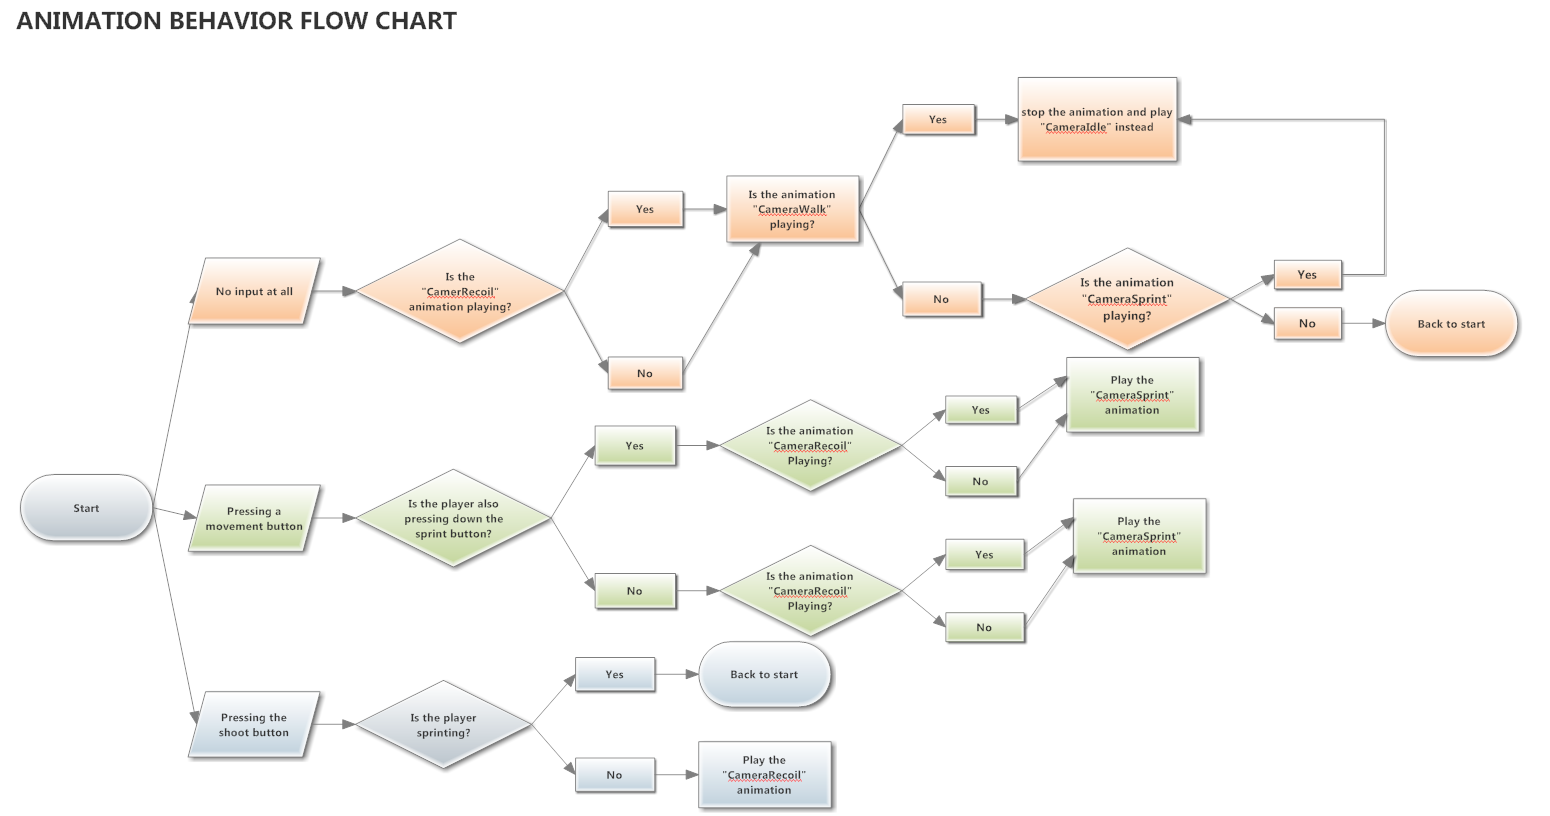 ANIMATION BEHAVIOR FLOW CHART
Yes
stop the animation and play
"CameraIdle" instead
Is the animation
"CameraWalk"
playing?
Yes
No input at all
Is the
"CamerRecoil"
animation playing?
No
No
Is the animation
"CameraSprint"
playing?
Yes
No
Back to start
Start
Pressing a
movement button
Is the player also
pressing down the
sprint button?
Yes
Is the animation
"CameraRecoil"
Playing?
Yes
No
Play the
"CameraSprint"
animation
No
Is the animation
"CameraRecoil"
Playing?
Yes
No
Play the
"CameraSprint"
animation
Pressing the
shoot button
Is the player
sprinting?
Yes
Back to start
No
Play the
"CameraRecoil"
animation